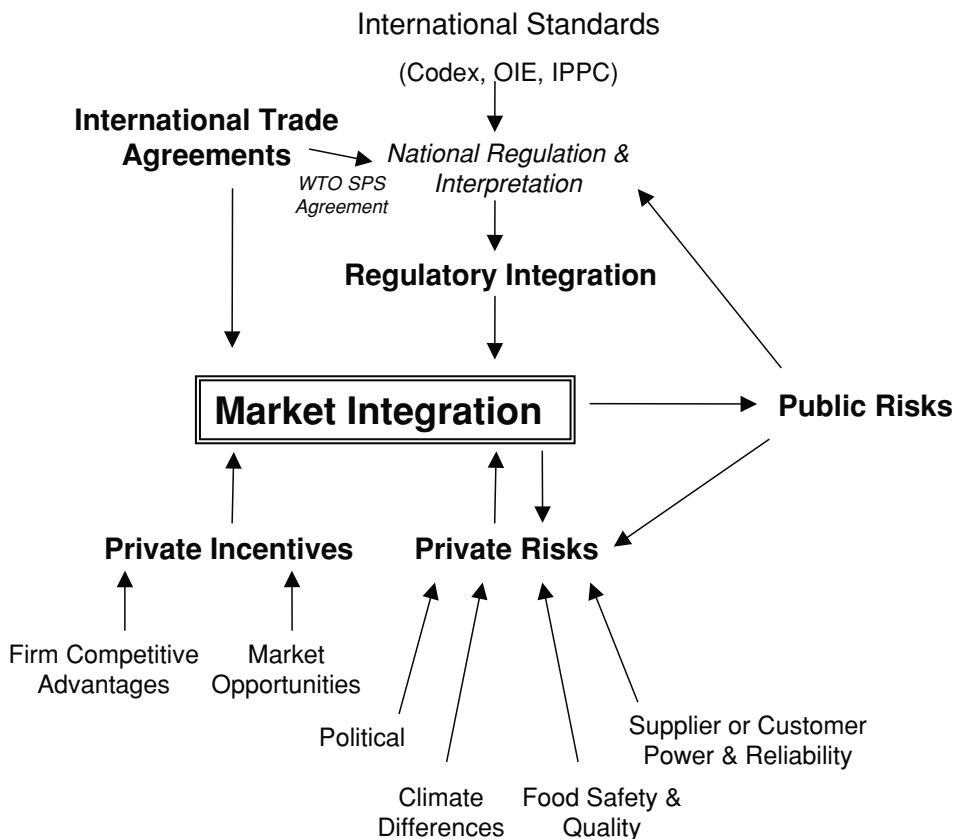 International Standards
(Codex, OIE, IPPC)
International Trade
Agreements
National Regulation &
Interpretation
WTO SPS
Agreement
Regulatory Integration
Market Integration
Public Risks
Private Incentives
Private Risks
Firm Competitive
Advantages
Market
Opportunities
Political
Supplier or Customer
Power & Reliability
Climate
Differences
Food Safety &
Quality